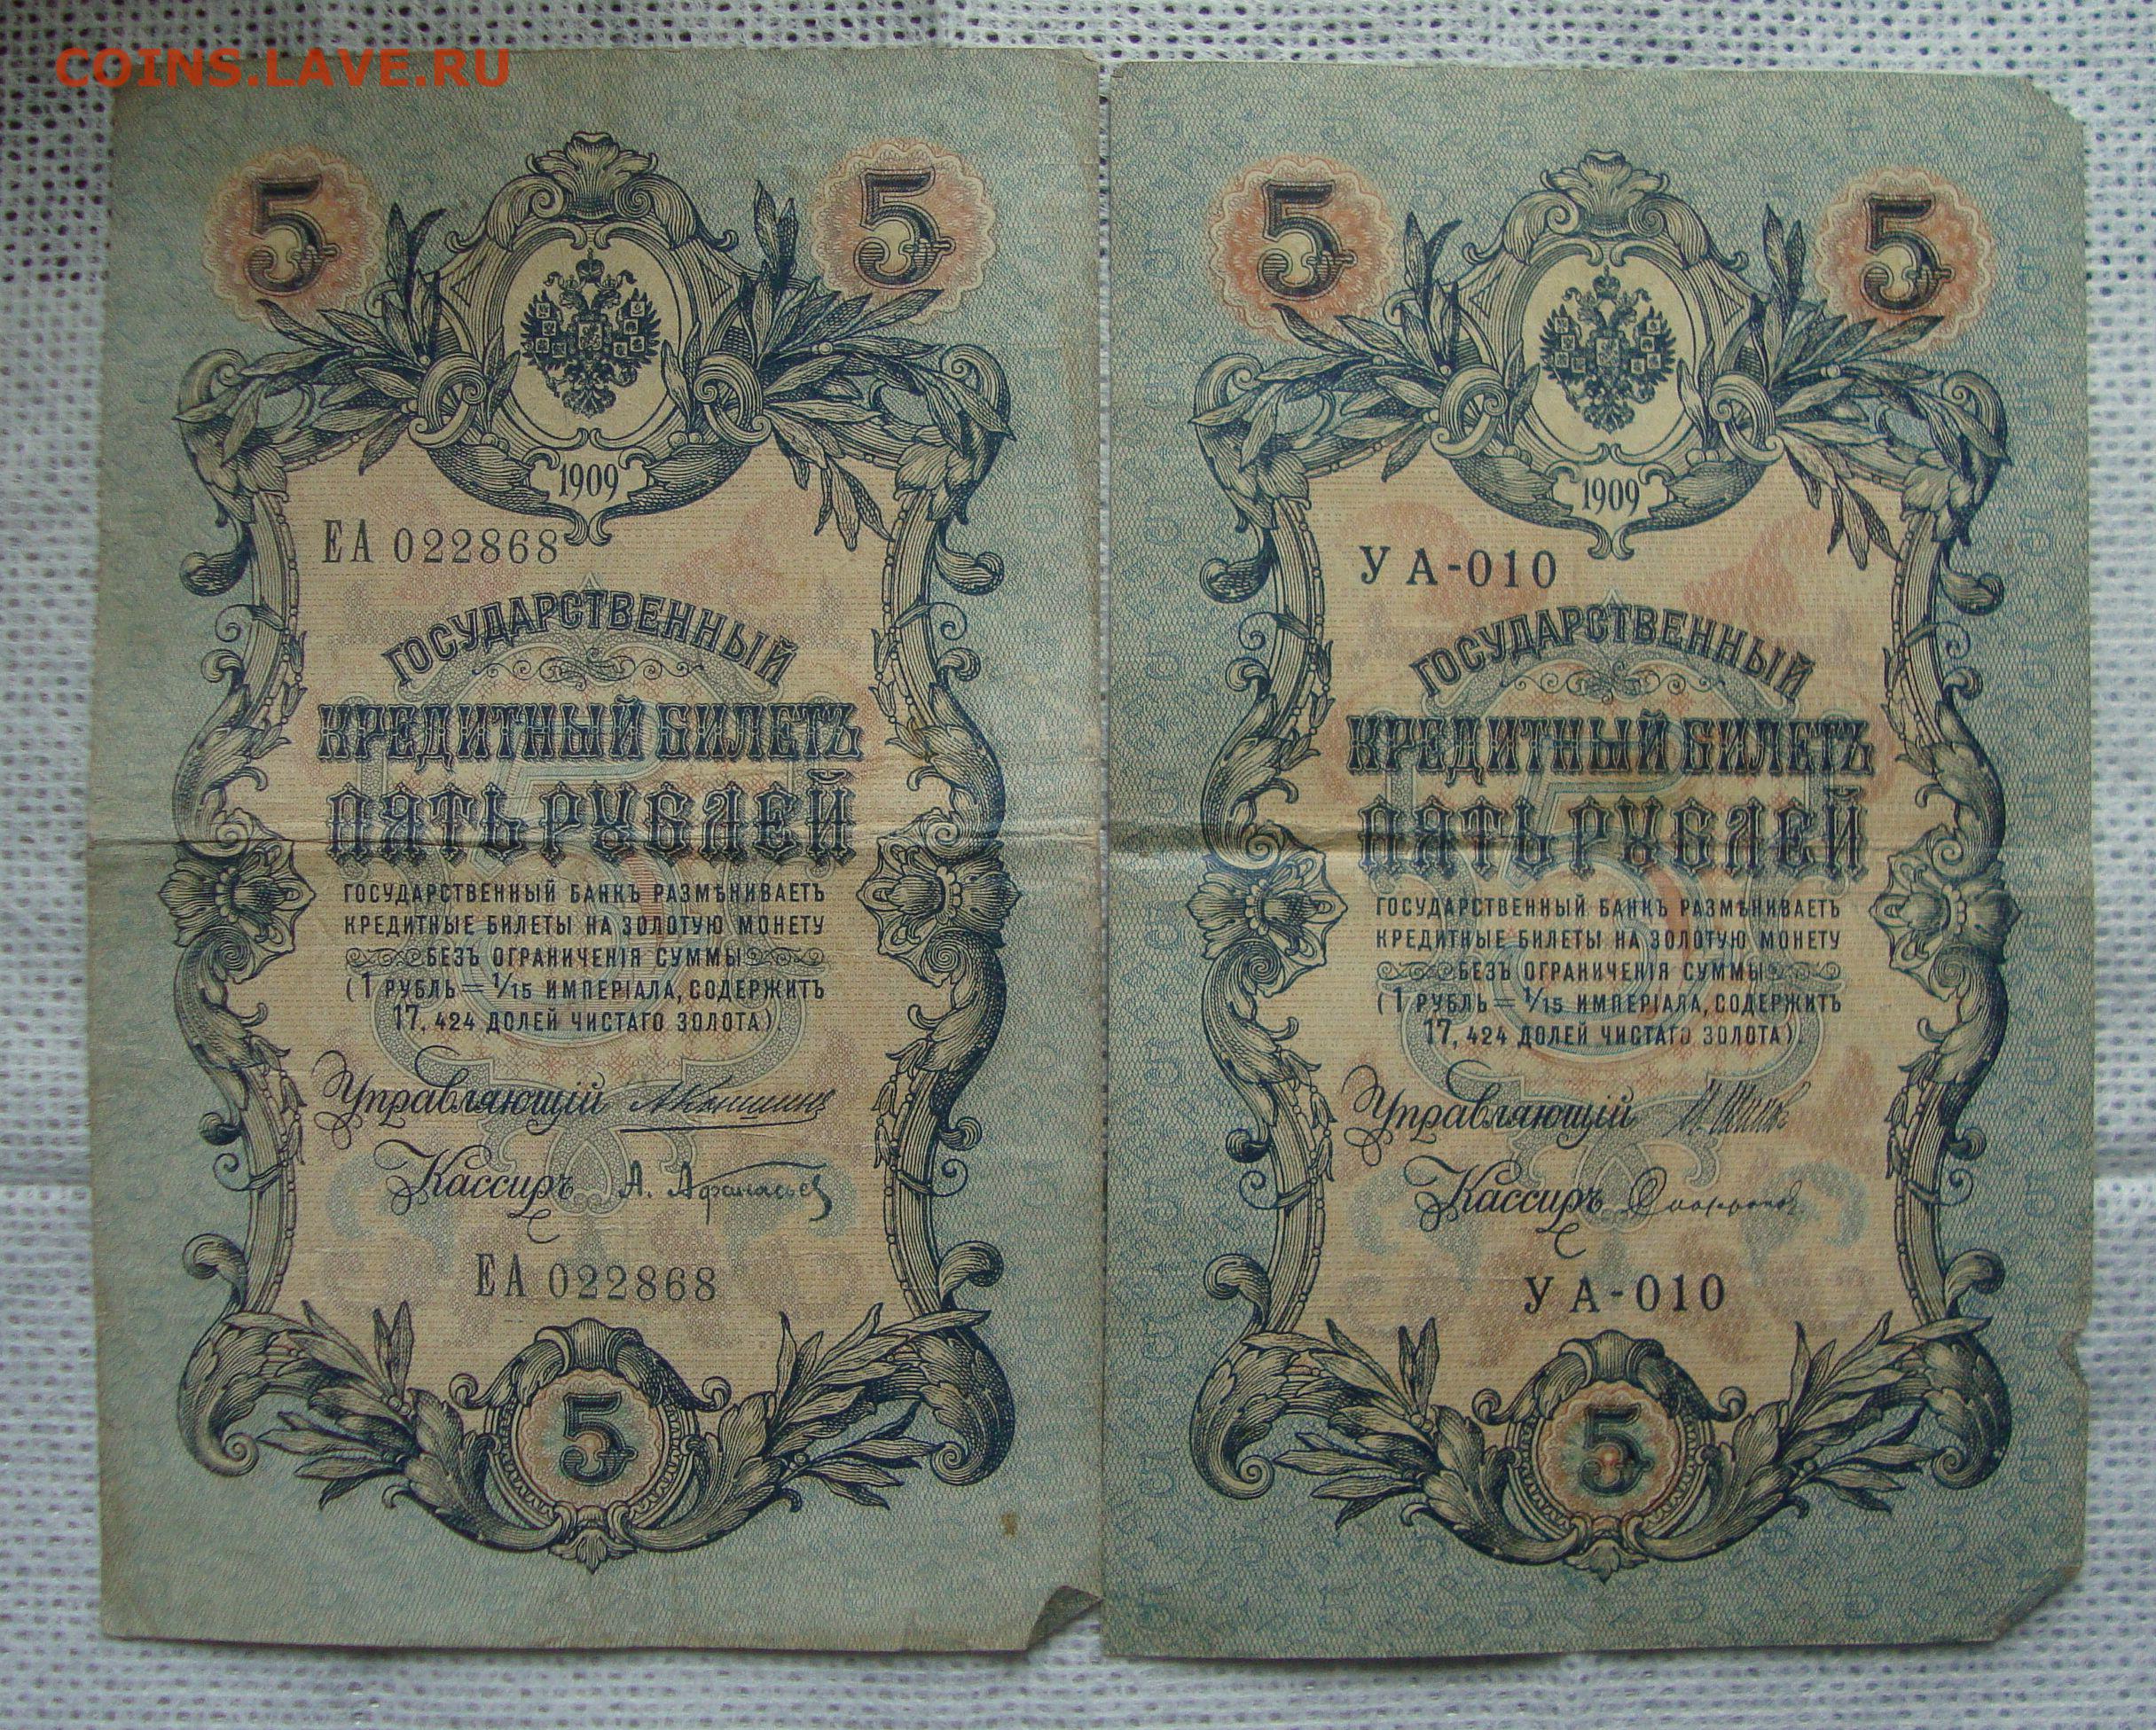 COINS.LAVE.RU
5 5
1909
ЕА 022868
ГОСУДАРСТВЕННЫЙ
КРЕДИТНЫЙ БИЛЕТЪ
ПЯТЬ РУБЛЕЙ
ГОСУДАРСТВЕННЫЙ БАНКЪ РАЗМѢНИВАЕТЪ
КРЕДИТНЫЕ БИЛЕТЫ НА ЗОЛОТУЮ МОНЕТУ
БЕЗЪ ОГРАНИЧЕНІЯ СУММЫ
(1 РУБЛЬ = 1/15 ИМПЕРІАЛА, СОДЕРЖИТЪ
17,424 ДОЛЕЙ ЧИСТАГО ЗОЛОТА).
Управляющій АКоншинъ
Кассиръ А. Афанасьев
ЕА 022868
5
5 5
1909
УА-010
ГОСУДАРСТВЕННЫЙ
КРЕДИТНЫЙ БИЛЕТЪ
ПЯТЬ РУБЛЕЙ
ГОСУДАРСТВЕННЫЙ БАНКЪ РАЗМѢНИВАЕТЪ
КРЕДИТНЫЕ БИЛЕТЫ НА ЗОЛОТУЮ МОНЕТУ
БЕЗЪ ОГРАНИЧЕНІЯ СУММЫ
(1 РУБЛЬ = 1/15 ИМПЕРІАЛА, СОДЕРЖИТЪ
17,424 ДОЛЕЙ ЧИСТАГО ЗОЛОТА).
Управляющій И. Шиповъ
Кассиръ
УА-010
5